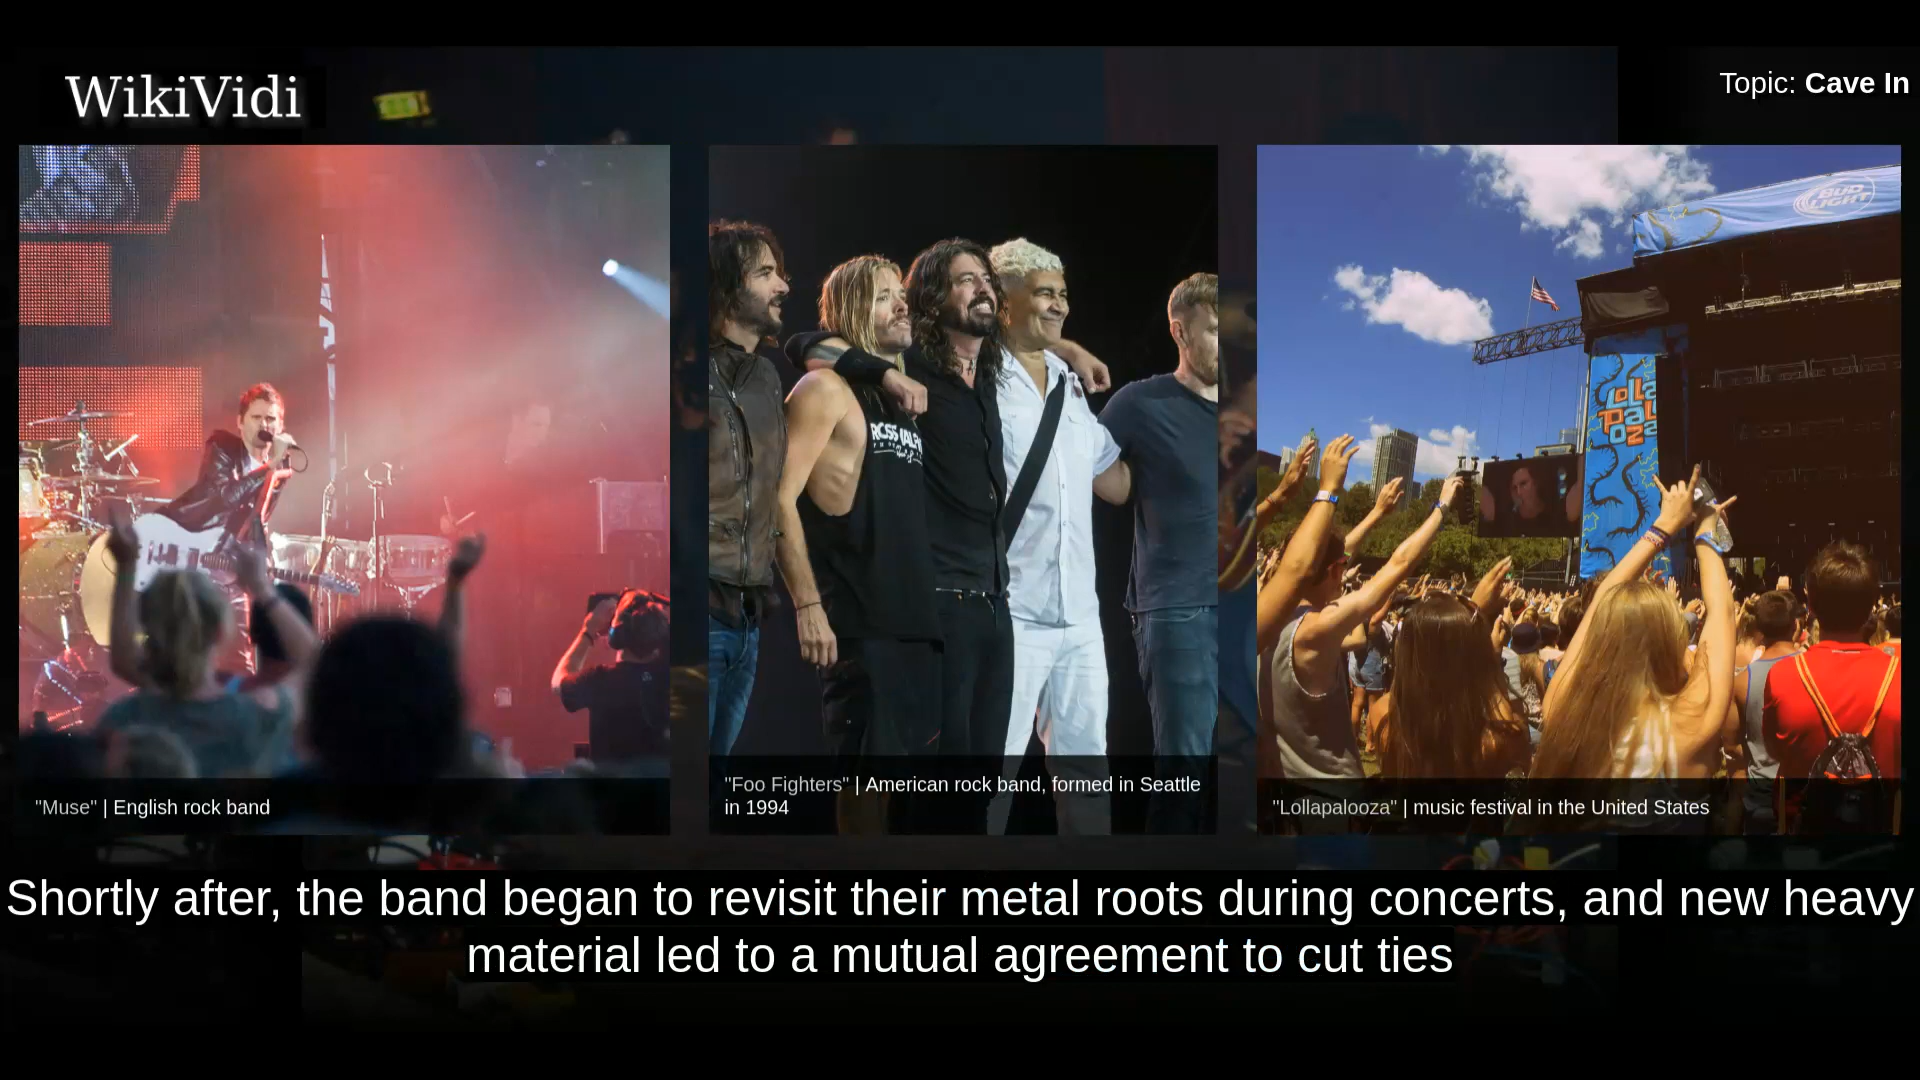 WikiVidi
Topic: Cave In
BUD
LIGHT
"Muse" | English rock band
"Foo Fighters" | American rock band, formed in Seattle
in 1994
"Lollapalooza" | music festival in the United States
Shortly after, the band began to revisit their metal roots during concerts, and new heavy
material led to a mutual agreement to cut ties